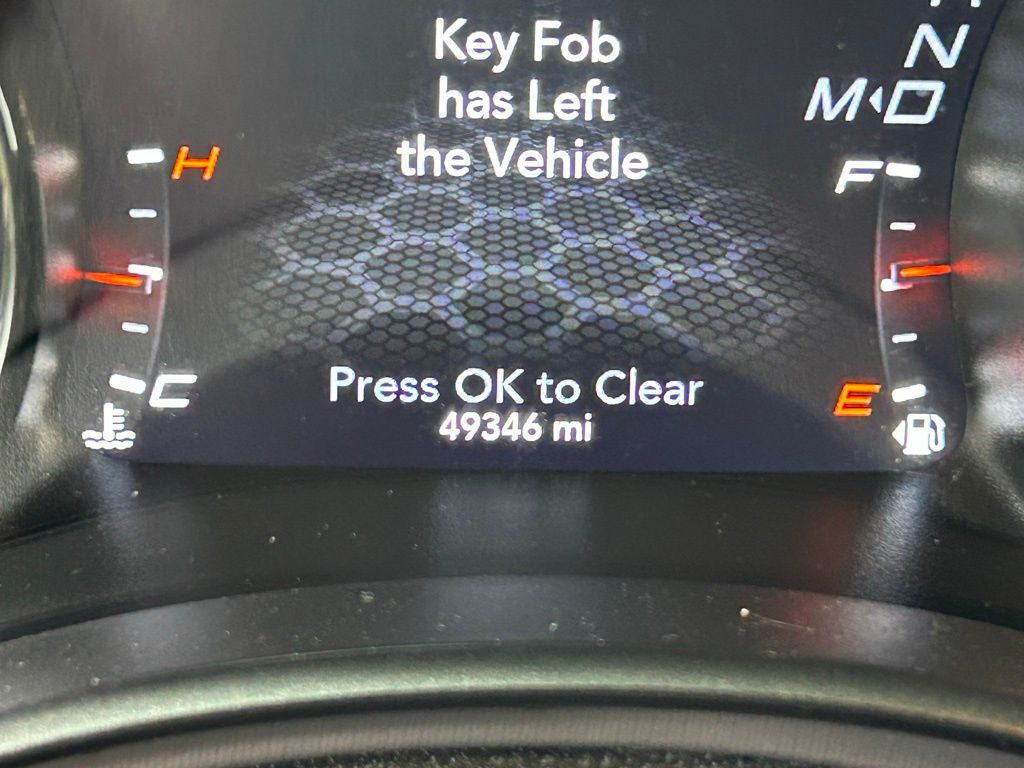 Key Fob
has Left
the Vehicle
N
M D
H
F
C
E
Press OK to Clear
49346 mi